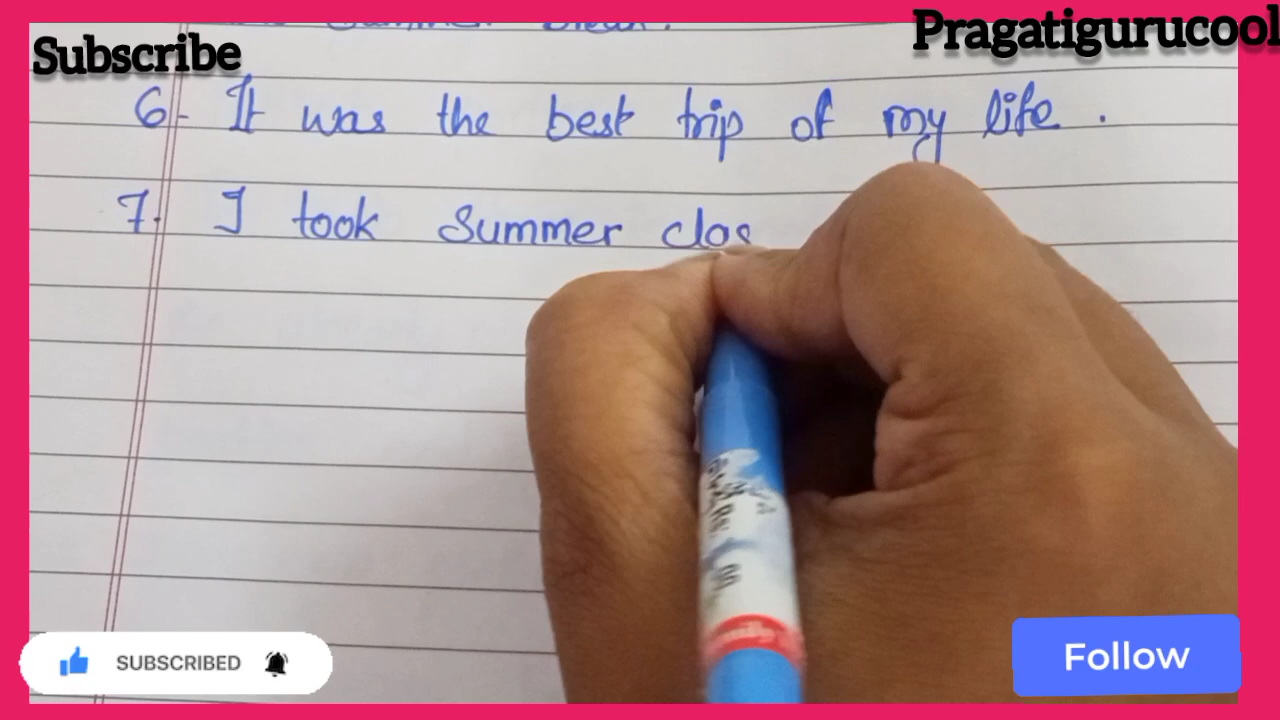 Subscribe
Pragatigurucool
6. It was the best trip of my life.
7. I took Summer clas
SUBSCRIBED
Follow